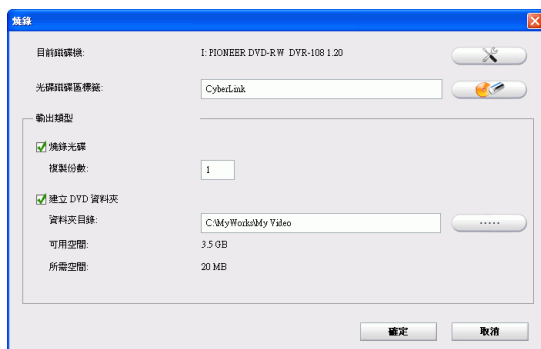 燒錄
目前磁碟機: I: PIONEER DVD-RW DVR-108 1.20
光碟磁碟區標籤: CyberLink
輸出類型
燒錄光碟
複製份數: 1
建立 DVD 資料夾
資料夾目錄: C:\MyWorks\My Video .....
可用空間: 3.5 GB
所需空間: 20 MB
確定 取消